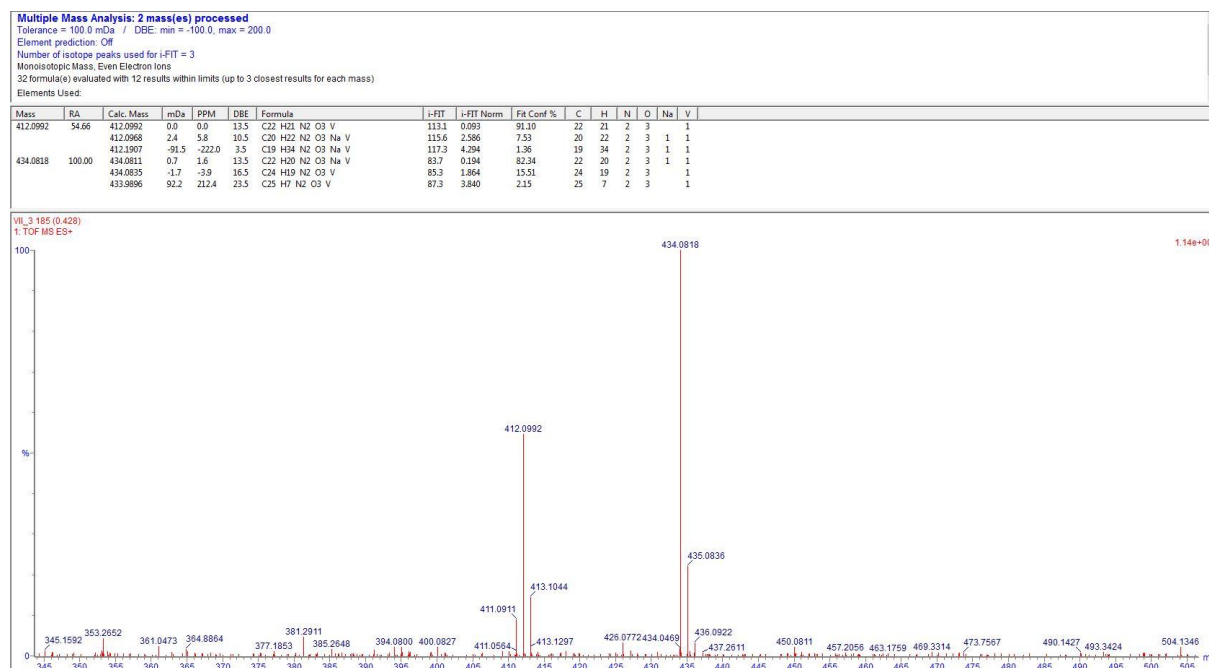 Multiple Mass Analysis: 2 mass(es) processed
Tolerance = 100.0 mDa / DBE: min = -100.0, max = 200.0
Element prediction: Off
Number of isotope peaks used for i-FIT = 3
Monoisotopic Mass, Even Electron Ions
32 formula(e) evaluated with 12 results within limits (up to 3 closest results for each mass)
Elements Used:
Mass RA Calc. Mass mDa PPM DBE Formula i-FIT i-FIT Norm Fit Conf % C H N O Na V
412.0992 54.66 412.0992 0.0 0.0 13.5 C22 H21 N2 O3 V 113.1 0.093 91.10 22 21 2 3 1
412.0968 2.4 5.8 10.5 C20 H22 N2 O3 Na V 115.6 2.586 7.53 20 22 2 3 1 1
412.1907 -91.5 -222.0 3.5 C19 H34 N2 O3 Na V 117.3 4.294 1.36 19 34 2 3 1 1
434.0818 100.00 434.0811 0.7 1.6 13.5 C22 H20 N2 O3 Na V 83.7 0.194 82.34 22 20 2 3 1 1
434.0835 -1.7 -3.9 16.5 C24 H19 N2 O3 V 85.3 1.864 15.51 24 19 2 3 1
433.9896 92.2 212.4 23.5 C25 H7 N2 O3 V 87.3 3.840 2.15 25 7 2 3 1
VII_3 185 (0.428)
1: TOF MS ES+
1.14e+00
100
434.0818
%
412.0992
435.0836
413.1044
411.0911
345.1592 353.2652 361.0473 364.8864 377.1853 381.2911 385.2648 394.0800 400.0827 411.0564 413.1297 426.0772 434.0469 436.0922 437.2611 450.0811 457.2056 463.1759 469.3314 473.7567 490.1427 493.3424 504.1346
0
345 350 355 360 365 370 375 380 385 390 395 400 405 410 415 420 425 430 435 440 445 450 455 460 465 470 475 480 485 490 495 500 505